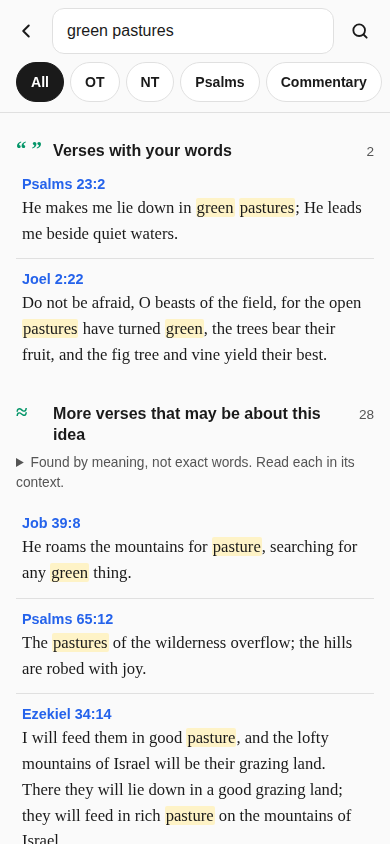 green pastures
All OT NT Psalms Commentary
“ ” Verses with your words 2
Psalms 23:2
He makes me lie down in green pastures; He leads
me beside quiet waters.
Joel 2:22
Do not be afraid, O beasts of the field, for the open
pastures have turned green, the trees bear their
fruit, and the fig tree and vine yield their best.
≈ More verses that may be about this 28
idea
▶ Found by meaning, not exact words. Read each in its
context.
Job 39:8
He roams the mountains for pasture, searching for
any green thing.
Psalms 65:12
The pastures of the wilderness overflow; the hills
are robed with joy.
Ezekiel 34:14
I will feed them in good pasture, and the lofty
mountains of Israel will be their grazing land.
There they will lie down in a good grazing land;
they will feed in rich pasture on the mountains of
Israel